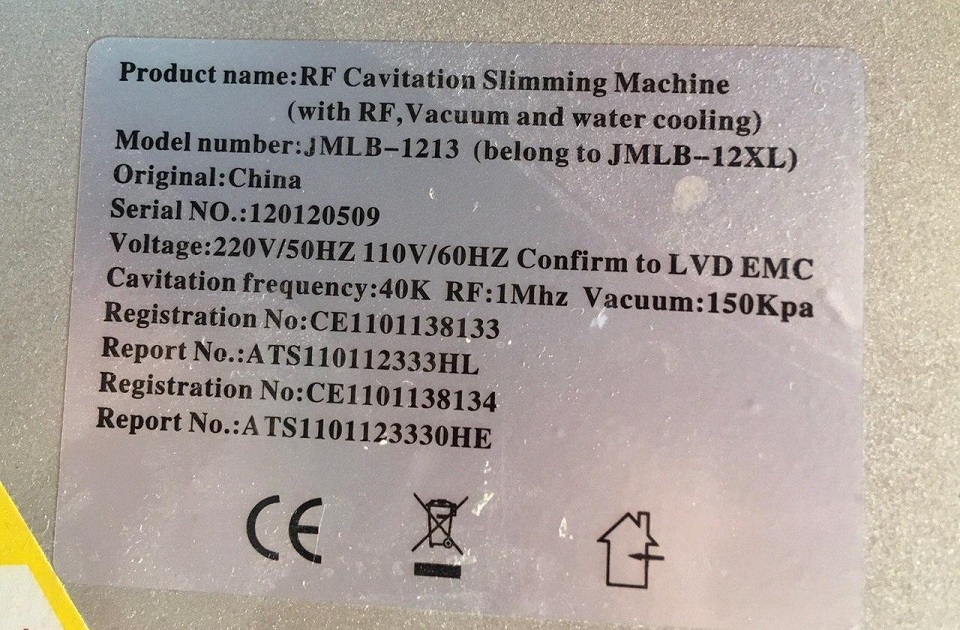 Product name:RF Cavitation Slimming Machine
(with RF,Vacuum and water cooling)
Model number:JMLB-1213 (belong to JMLB-12XL)
Original:China
Serial NO.:120120509
Voltage:220V/50HZ 110V/60HZ Confirm to LVD EMC
Cavitation frequency:40K RF:1Mhz Vacuum:150Kpa
Registration No:CE1101138133
Report No.:ATS110112333HL
Registration No:CE1101138134
Report No.:ATS1101123330HE
CE